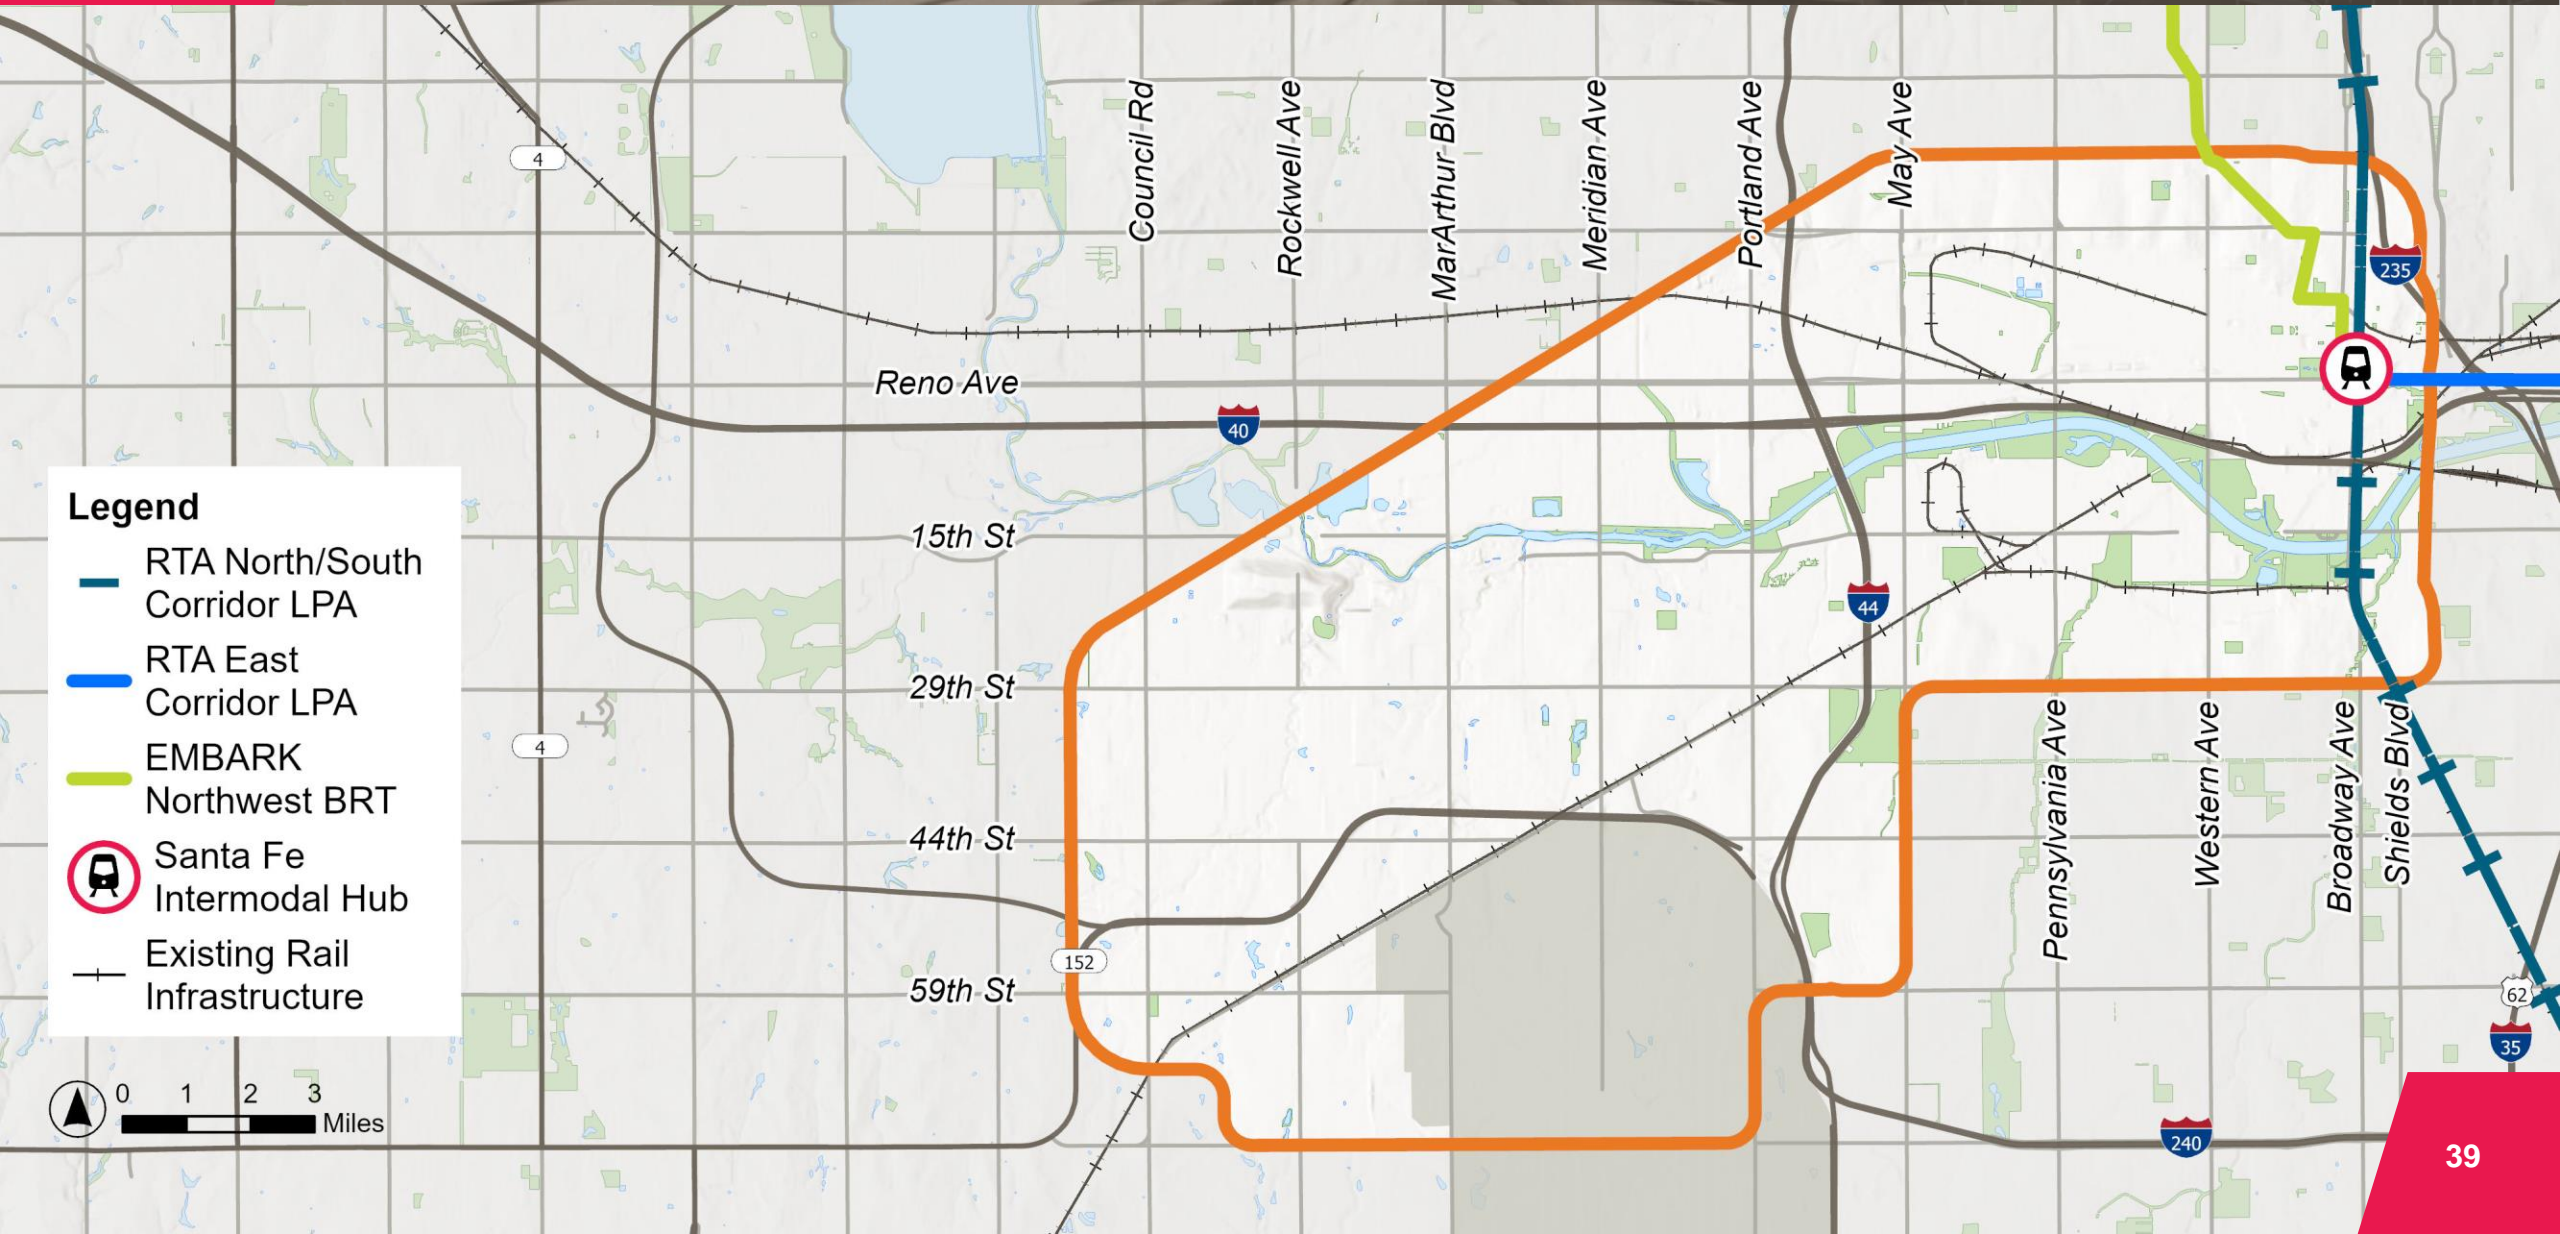 Council Rd
Rockwell Ave
MarArthur Blvd
Meridian Ave
Portland Ave
May Ave
4
235
Reno Ave
40
15th St
44
29th St
4
44th St
152
59th St
Pennsylvania Ave
Western Ave
Broadway Ave
Shields Blvd
62
35
240
Legend
RTA North/South
Corridor LPA
RTA East
Corridor LPA
EMBARK
Northwest BRT
Santa Fe
Intermodal Hub
Existing Rail
Infrastructure
0 1 2 3
Miles
39